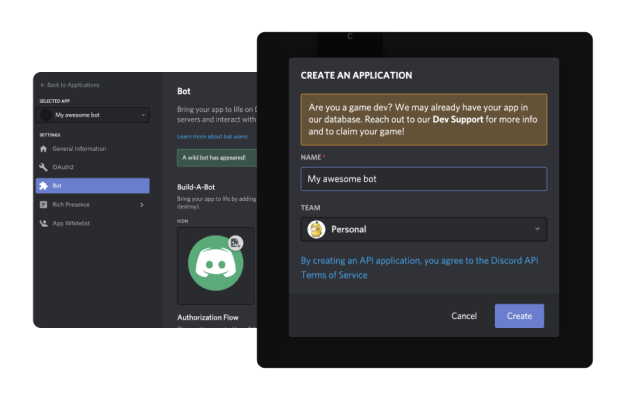 ← Back to Applications
SELECTED APP
My awesome bot
SETTINGS
General Information
OAuth2
Bot
Rich Presence
App Whitelist
Bot
Bring your app to life on
servers and interact with
Learn more about bot users
A wild bot has appeared!
Build-A-Bot
Bring your app to life by adding
destroy).
ICON
Authorization Flow
C
CREATE AN APPLICATION
Are you a game dev? We may already have your app in
our database. Reach out to our Dev Support for more info
and to claim your game!
NAME *
My awesome bot
TEAM
Personal
By creating an API application, you agree to the Discord API
Terms of Service
Cancel
Create